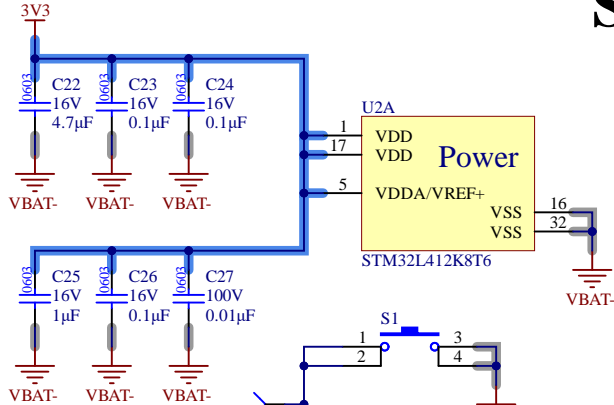 3V3
S
0603
C22
16V
4.7µF
0603
C23
16V
0.1µF
0603
C24
16V
0.1µF
VBAT-
VBAT-
VBAT-
U2A
1
VDD
17
VDD
Power
5
VDDA/VREF+
VSS
16
VSS
32
STM32L412K8T6
VBAT-
0603
C25
16V
1µF
0603
C26
16V
0.1µF
0603
C27
100V
0.01µF
VBAT-
VBAT-
VBAT-
S1
1
3
2
4